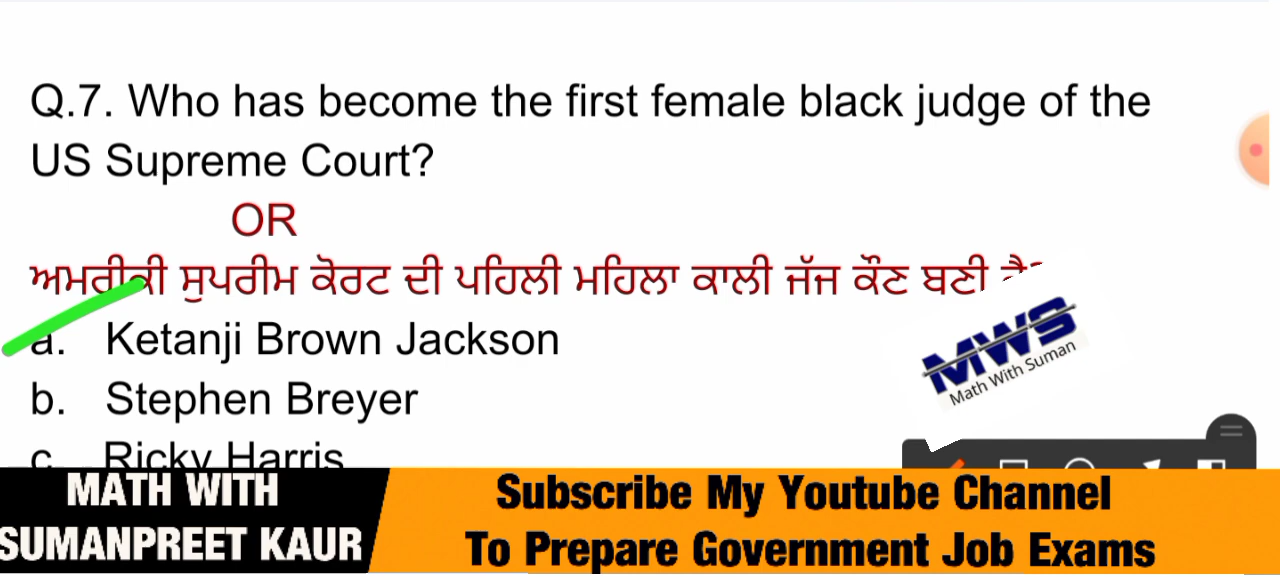 Q.7. Who has become the first female black judge of the
US Supreme Court?
OR
ਅਮਰੀਕੀ ਸੁਪਰੀਮ ਕੋਰਟ ਦੀ ਪਹਿਲੀ ਮਹਿਲਾ ਕਾਲੀ ਜੱਜ ਕੌਣ ਬਣੀ
a. Ketanji Brown Jackson
b. Stephen Breyer
c Ricky Harris
MWS
Math With Suman
MATH WITH
SUMANPREET KAUR
Subscribe My Youtube Channel
To Prepare Government Job Exams